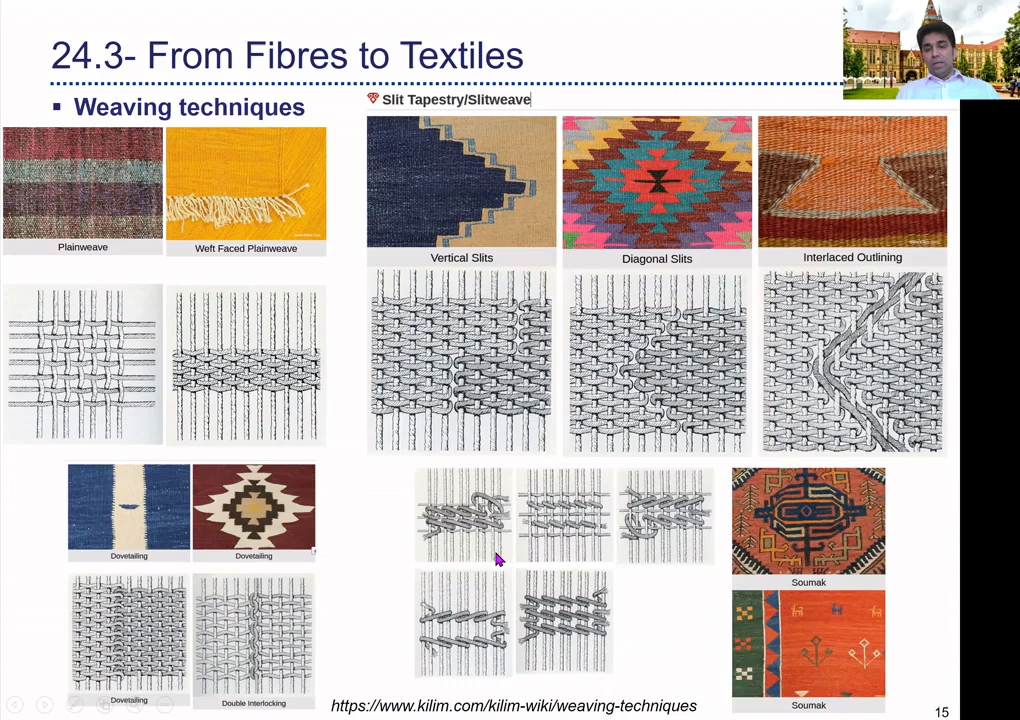 24.3- From Fibres to Textiles
▪ Weaving techniques
Slit Tapestry/Slitweave
Plainweave
Weft Faced Plainweave
Vertical Slits
Diagonal Slits
Interlaced Outlining
Dovetailing
Dovetailing
Soumak
Dovetailing
Double Interlocking
Soumak
https://www.kilim.com/kilim-wiki/weaving-techniques
15